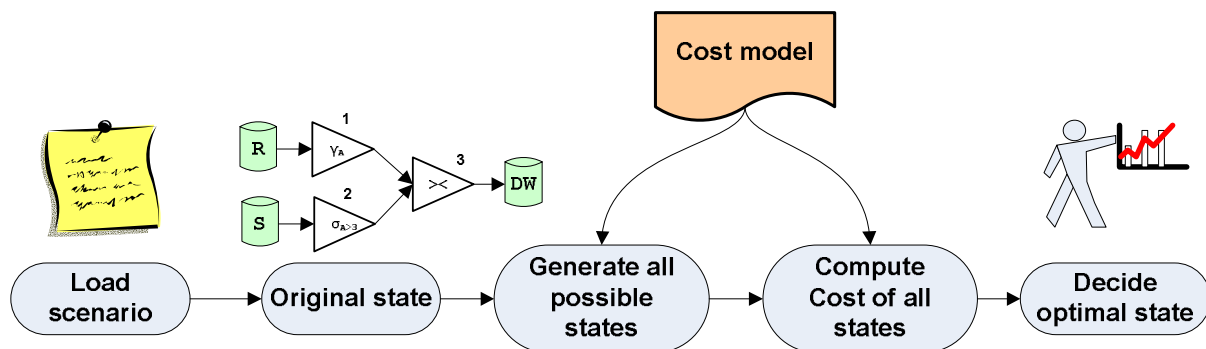 Cost model
1
R
γA
3
DW
2
S
σA>3
Load
scenario
Original state
Generate all
possible
states
Compute
Cost of all
states
Decide
optimal state